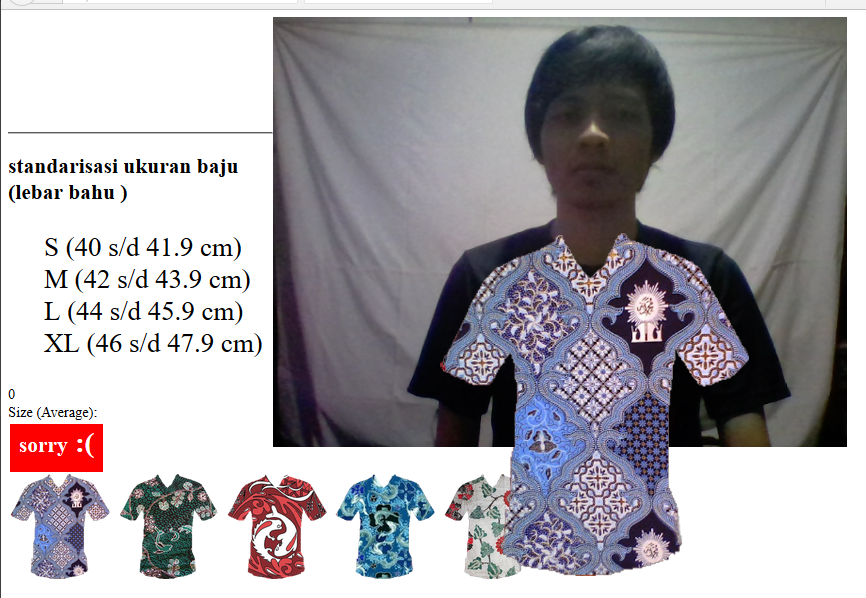 standarisasi ukuran baju
(lebar bahu )
S (40 s/d 41.9 cm)
M (42 s/d 43.9 cm)
L (44 s/d 45.9 cm)
XL (46 s/d 47.9 cm)
0
Size (Average):
sorry :(